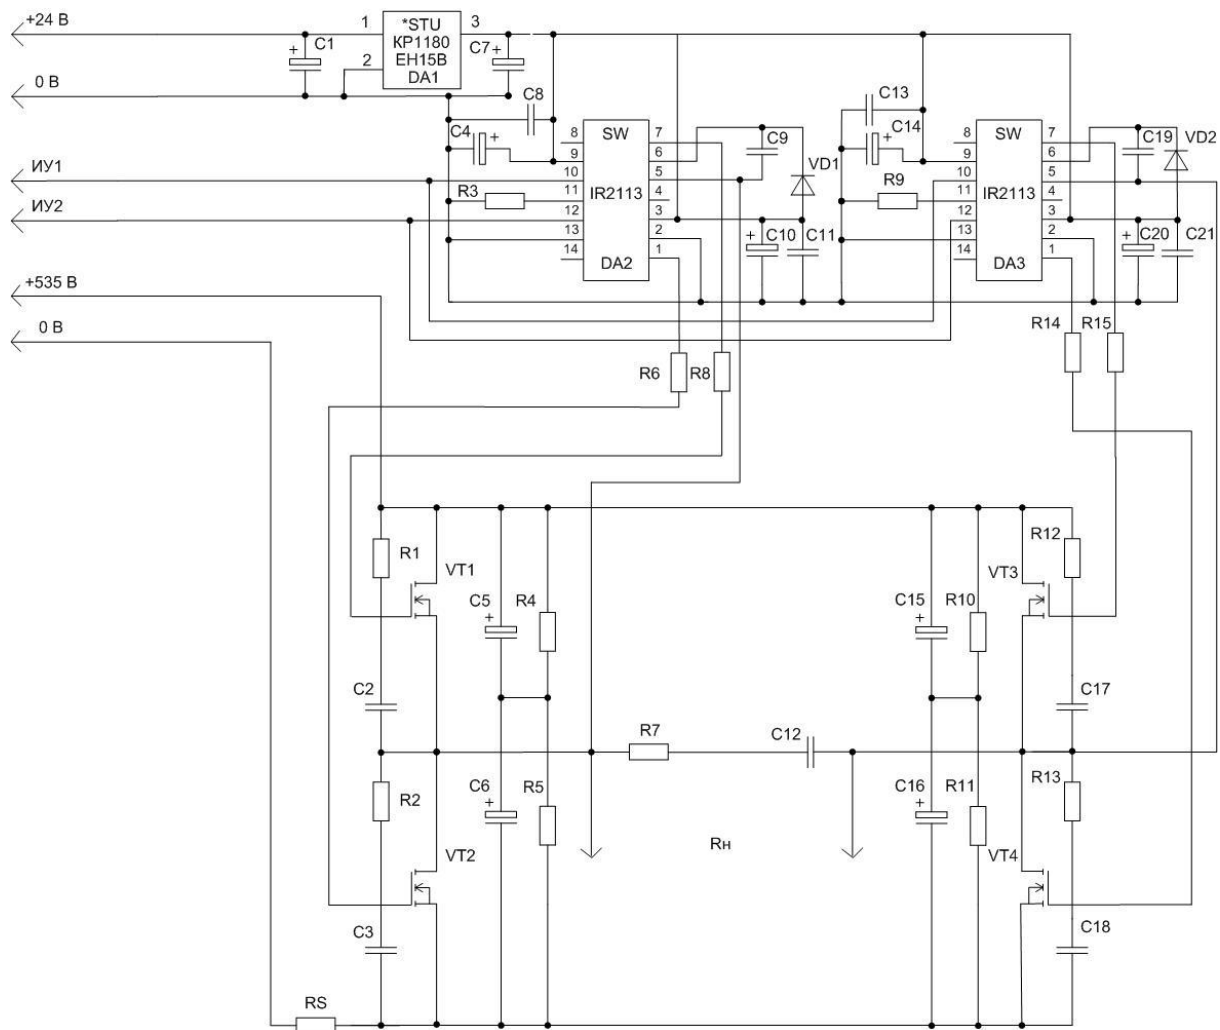 +24 В
1
*STU
3
КР1180
ЕН15В
2
DA1
C1
C7
0 В
C8
C13
C4
C14
8
SW
7
9
6
10
5
11
IR2113
4
12
3
13
2
14
DA2
1
C9
VD1
8
SW
7
9
6
10
5
11
IR2113
4
12
3
13
2
14
DA3
1
C19
VD2
ИУ1
R3
R9
ИУ2
C10
C11
C20
C21
+535 В
0 В
R14
R15
R6
R8
R1
R12
VT1
VT3
C5
R4
C15
R10
C2
C17
R7
C12
R2
C6
R5
C16
R11
R13
VT2
Rн
VT4
C3
C18
RS